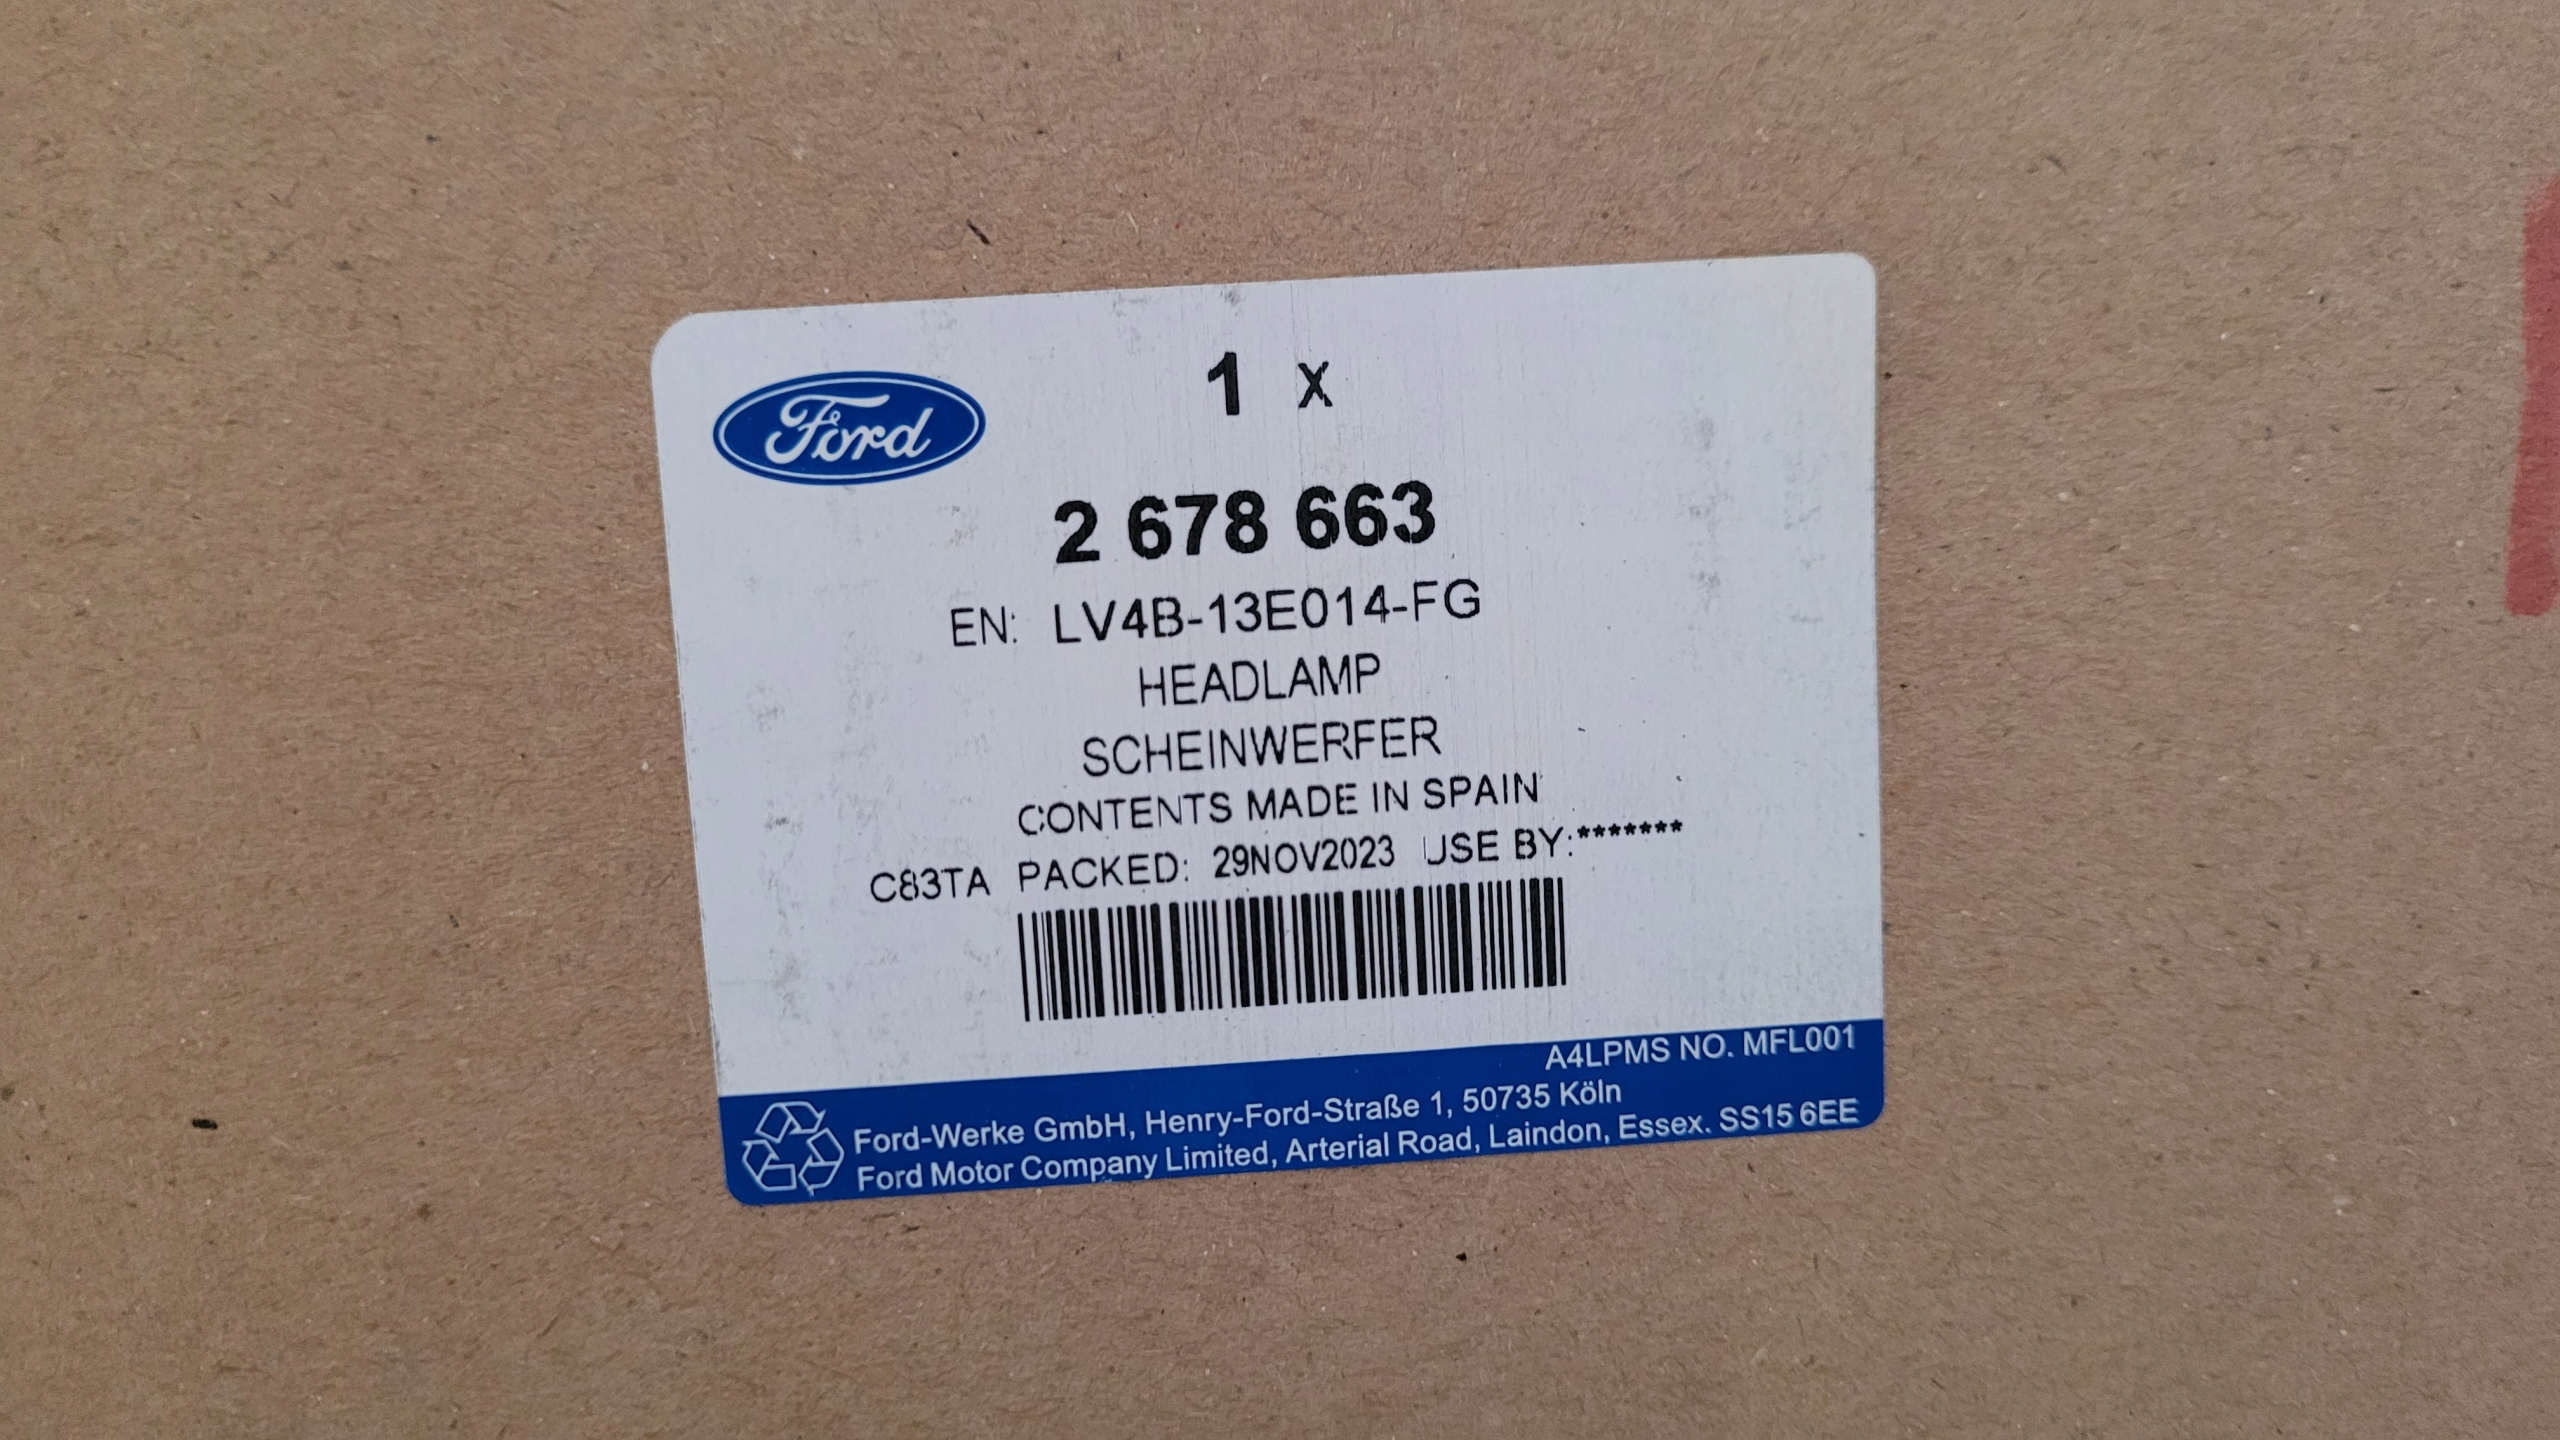 Ford
1 X
2 678 663
EN: LV4B-13E014-FG
HEADLAMP
SCHEINWERFER
CONTENTS MADE IN SPAIN
C83TA PACKED: 29NOV2023 USE BY:*******
A4LPMS NO. MFL001
Ford-Werke GmbH, Henry-Ford-Straße 1, 50735 Köln
Ford Motor Company Limited, Arterial Road, Laindon, Essex. SS15 6EE